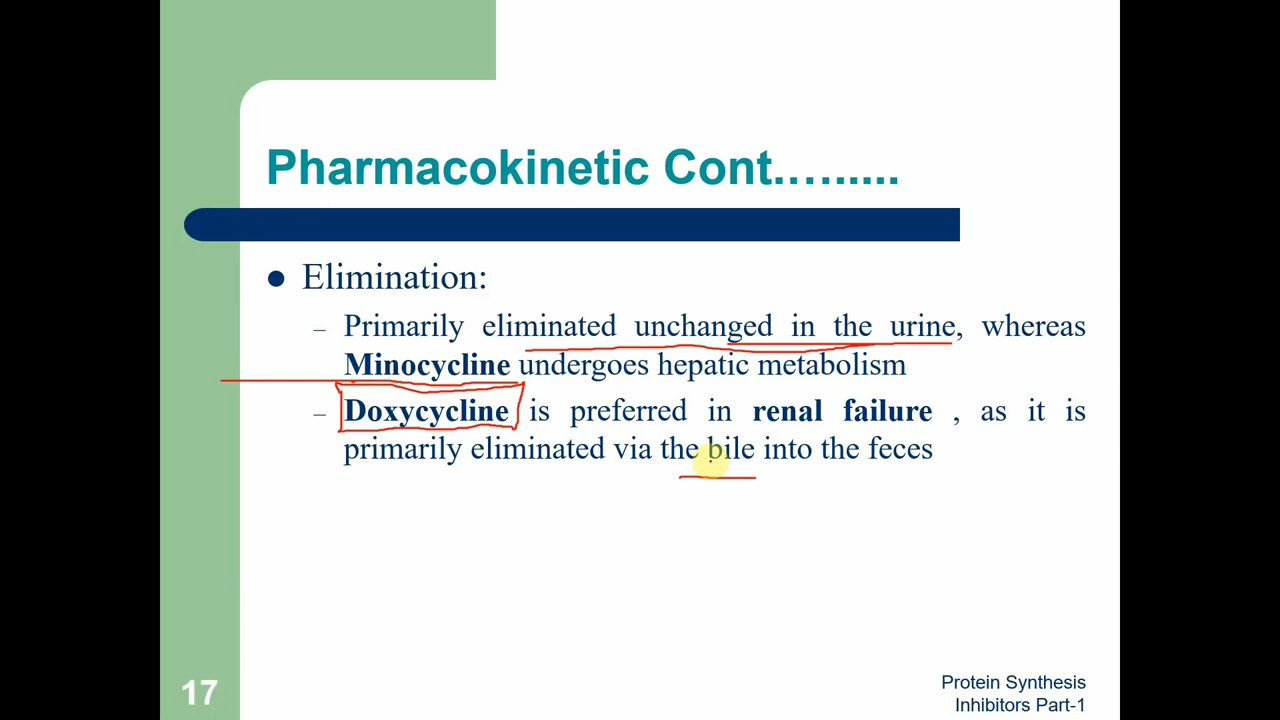 Pharmacokinetic Cont.…......
Elimination:
– Primarily eliminated unchanged in the urine, whereas
Minocycline undergoes hepatic metabolism
– Doxycycline is preferred in renal failure , as it is
primarily eliminated via the bile into the feces
17
Protein Synthesis
Inhibitors Part-1